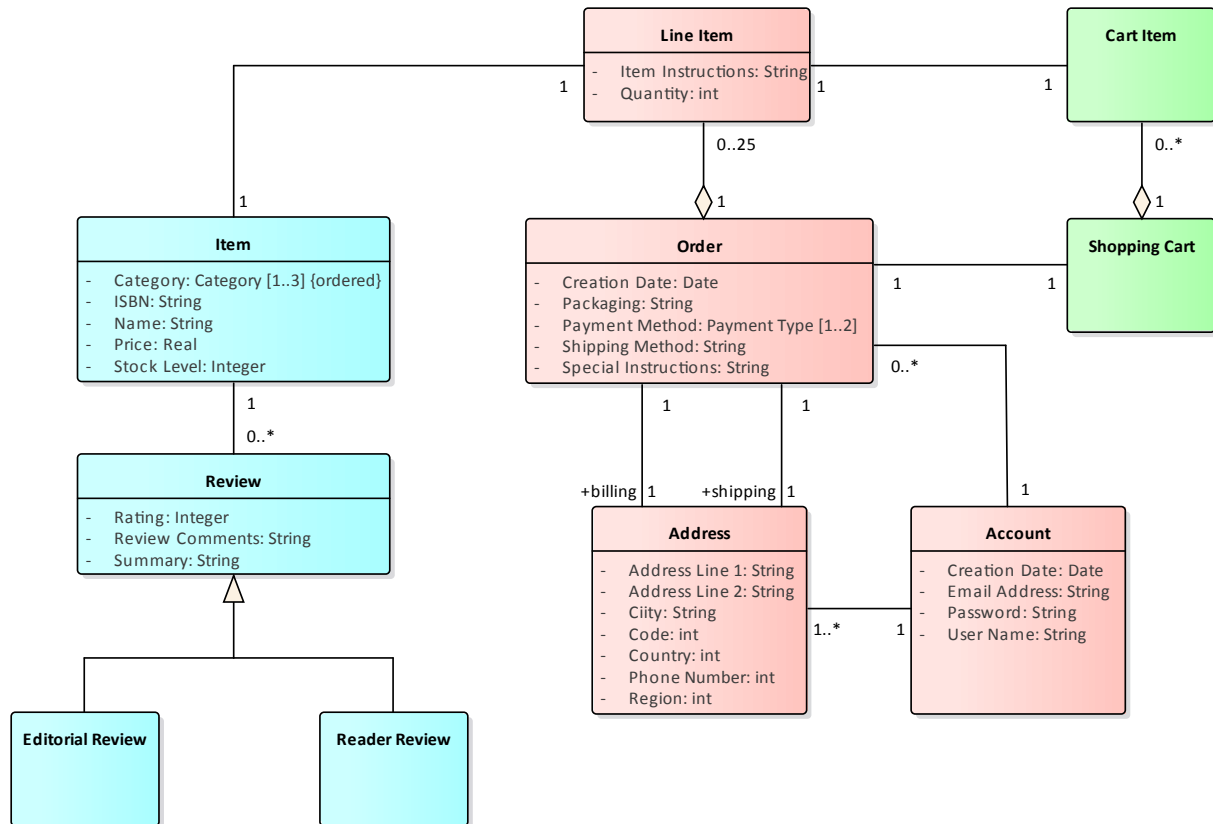 Line Item
- Item Instructions: String
- Quantity: int
Cart Item
1
1
1
1
0..25
0..*
1
1
1
Item
- Category: Category [1..3] {ordered}
- ISBN: String
- Name: String
- Price: Real
- Stock Level: Integer
Order
- Creation Date: Date
- Packaging: String
- Payment Method: Payment Type [1..2]
- Shipping Method: String
- Special Instructions: String
Shopping Cart
1
1
0..*
1
0..*
1
1
Review
- Rating: Integer
- Review Comments: String
- Summary: String
+billing 1
+shipping 1
1
Address
- Address Line 1: String
- Address Line 2: String
- Ciity: String
- Code: int
- Country: int
- Phone Number: int
- Region: int
1..*
1
Account
- Creation Date: Date
- Email Address: String
- Password: String
- User Name: String
Editorial Review
Reader Review